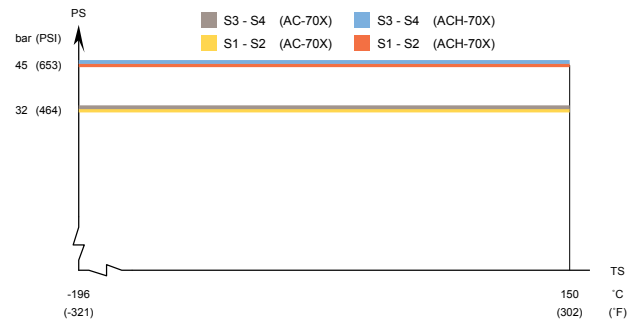 PS
S3 - S4 (AC-70X) S3 - S4 (ACH-70X)
S1 - S2 (AC-70X) S1 - S2 (ACH-70X)
bar (PSI)
45 (653)
32 (464)
TS
-196 150 ˚C
(-321) (302) (˚F)